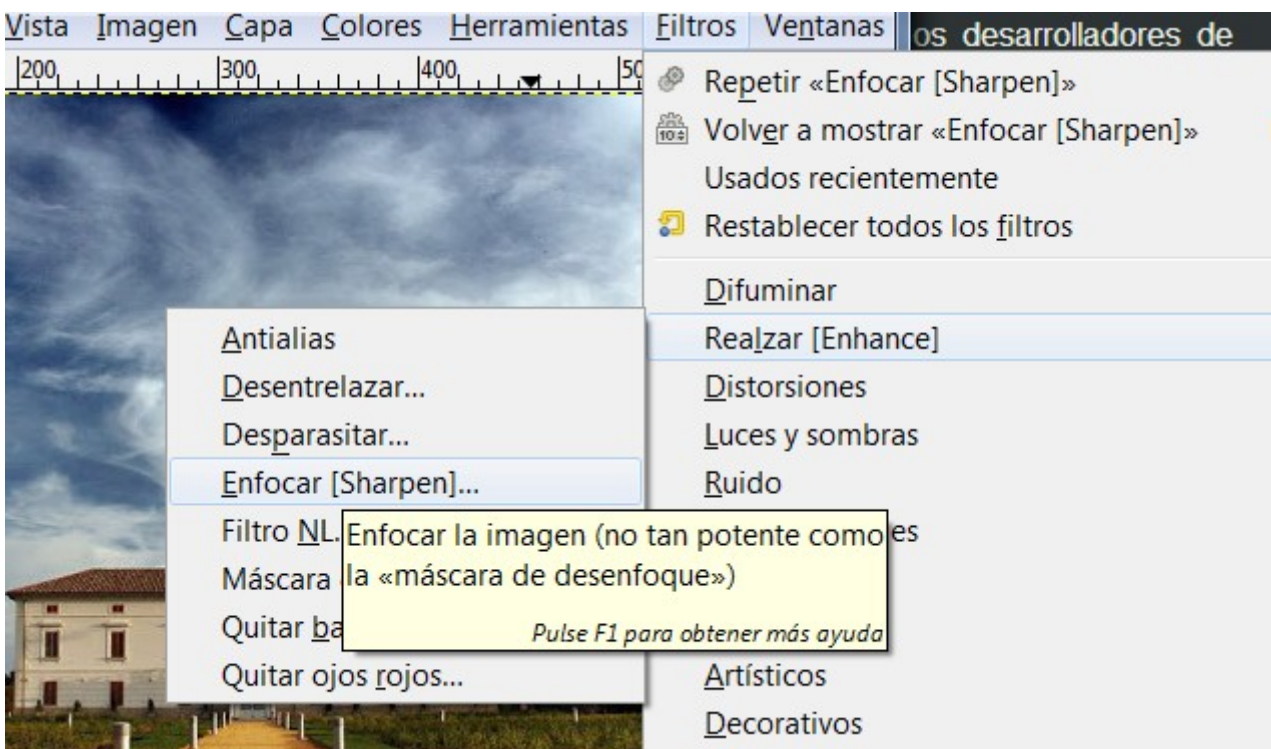 Vista Imagen Capa Colores Herramientas Filtros Ventanas
os desarrolladores de
200 300 400 50
Repetir «Enfocar [Sharpen]»
Volver a mostrar «Enfocar [Sharpen]»
Usados recientemente
Restablecer todos los filtros
Difuminar
Realzar [Enhance]
Distorsiones
Luces y sombras
Ruido
es
Artísticos
Decorativos
Antialias
Desentrelazar...
Desparasitar...
Enfocar [Sharpen]...
Filtro NL.
Máscara
Quitar ba
Quitar ojos rojos...
Enfocar la imagen (no tan potente como
la «máscara de desenfoque»)
Pulse F1 para obtener más ayuda